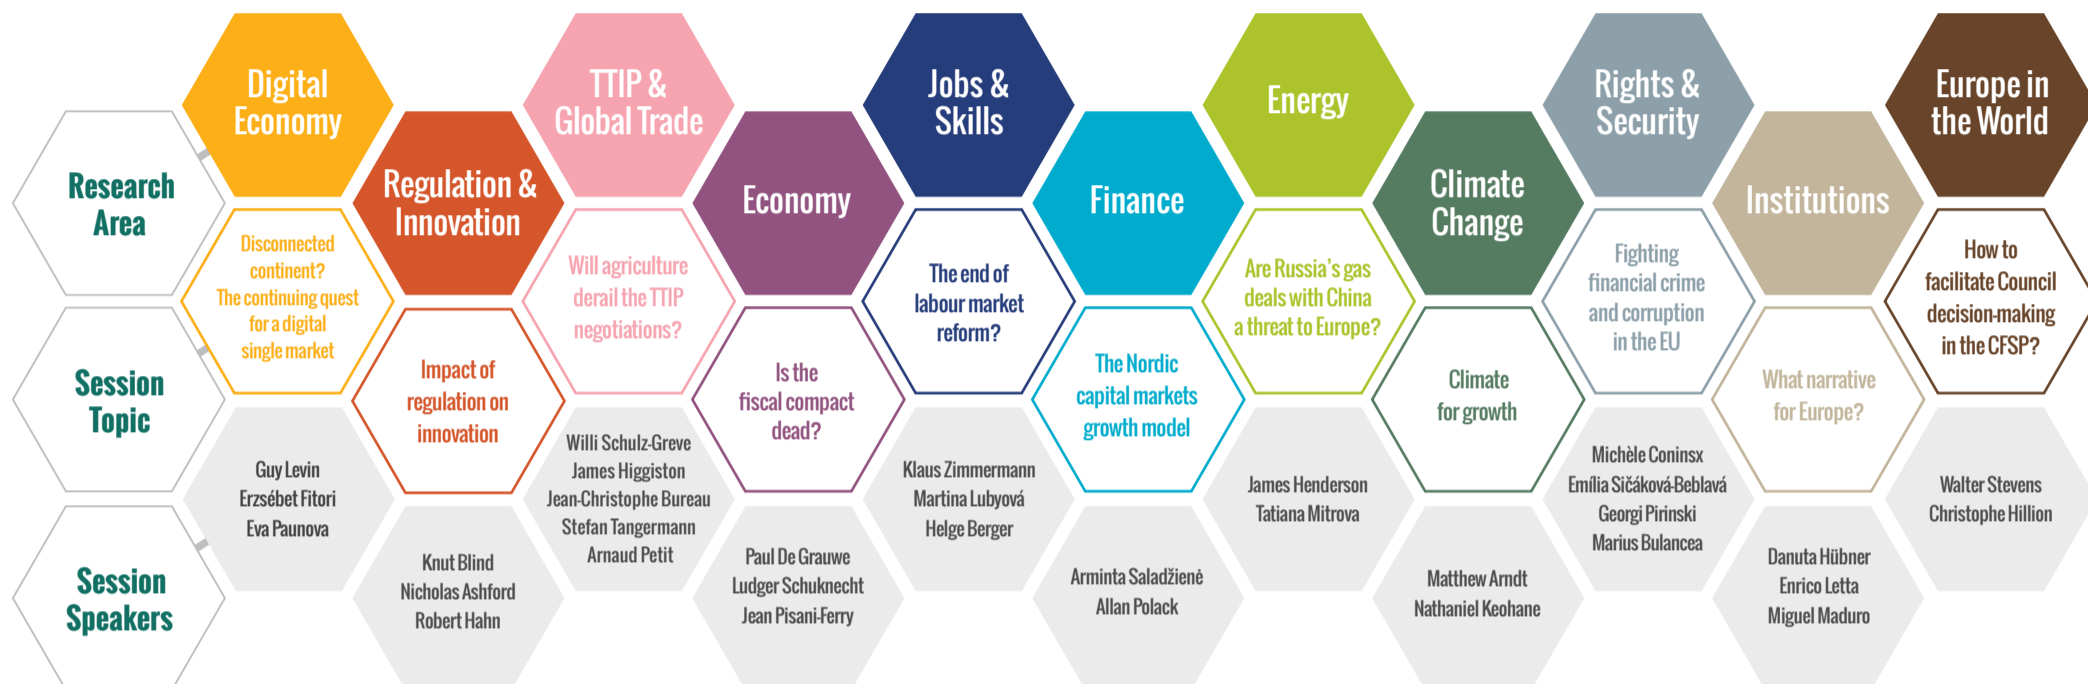 Research
Area
Session
Topic
Session
Speakers
Digital
Economy
Disconnected
continent?
The continuing quest
for a digital
single market
Guy Levin
Erzsébet Fitori
Eva Paunova
Regulation &
Innovation
Impact of
regulation on
innovation
Knut Blind
Nicholas Ashford
Robert Hahn
TTIP &
Global Trade
Will agriculture
derail the TTIP
negotiations?
Willi Schulz-Greve
James Higgiston
Jean-Christophe Bureau
Stefan Tangermann
Arnaud Petit
Economy
Is the
fiscal compact
dead?
Paul De Grauwe
Ludger Schuknecht
Jean Pisani-Ferry
Jobs &
Skills
The end of
labour market
reform?
Klaus Zimmermann
Martina Lubyová
Helge Berger
Finance
The Nordic
capital markets
growth model
Arminta Saladžienė
Allan Polack
Energy
Are Russia's gas
deals with China
a threat to Europe?
James Henderson
Tatiana Mitrova
Climate
Change
Climate
for growth
Matthew Arndt
Nathaniel Keohane
Rights &
Security
Fighting
financial crime
and corruption
in the EU
Michèle Coninsx
Emília Sičáková-Beblavá
Georgi Pirinski
Marius Bulancea
Institutions
What narrative
for Europe?
Danuta Hübner
Enrico Letta
Miguel Maduro
Europe in
the World
How to
facilitate Council
decision-making
in the CFSP?
Walter Stevens
Christophe Hillion